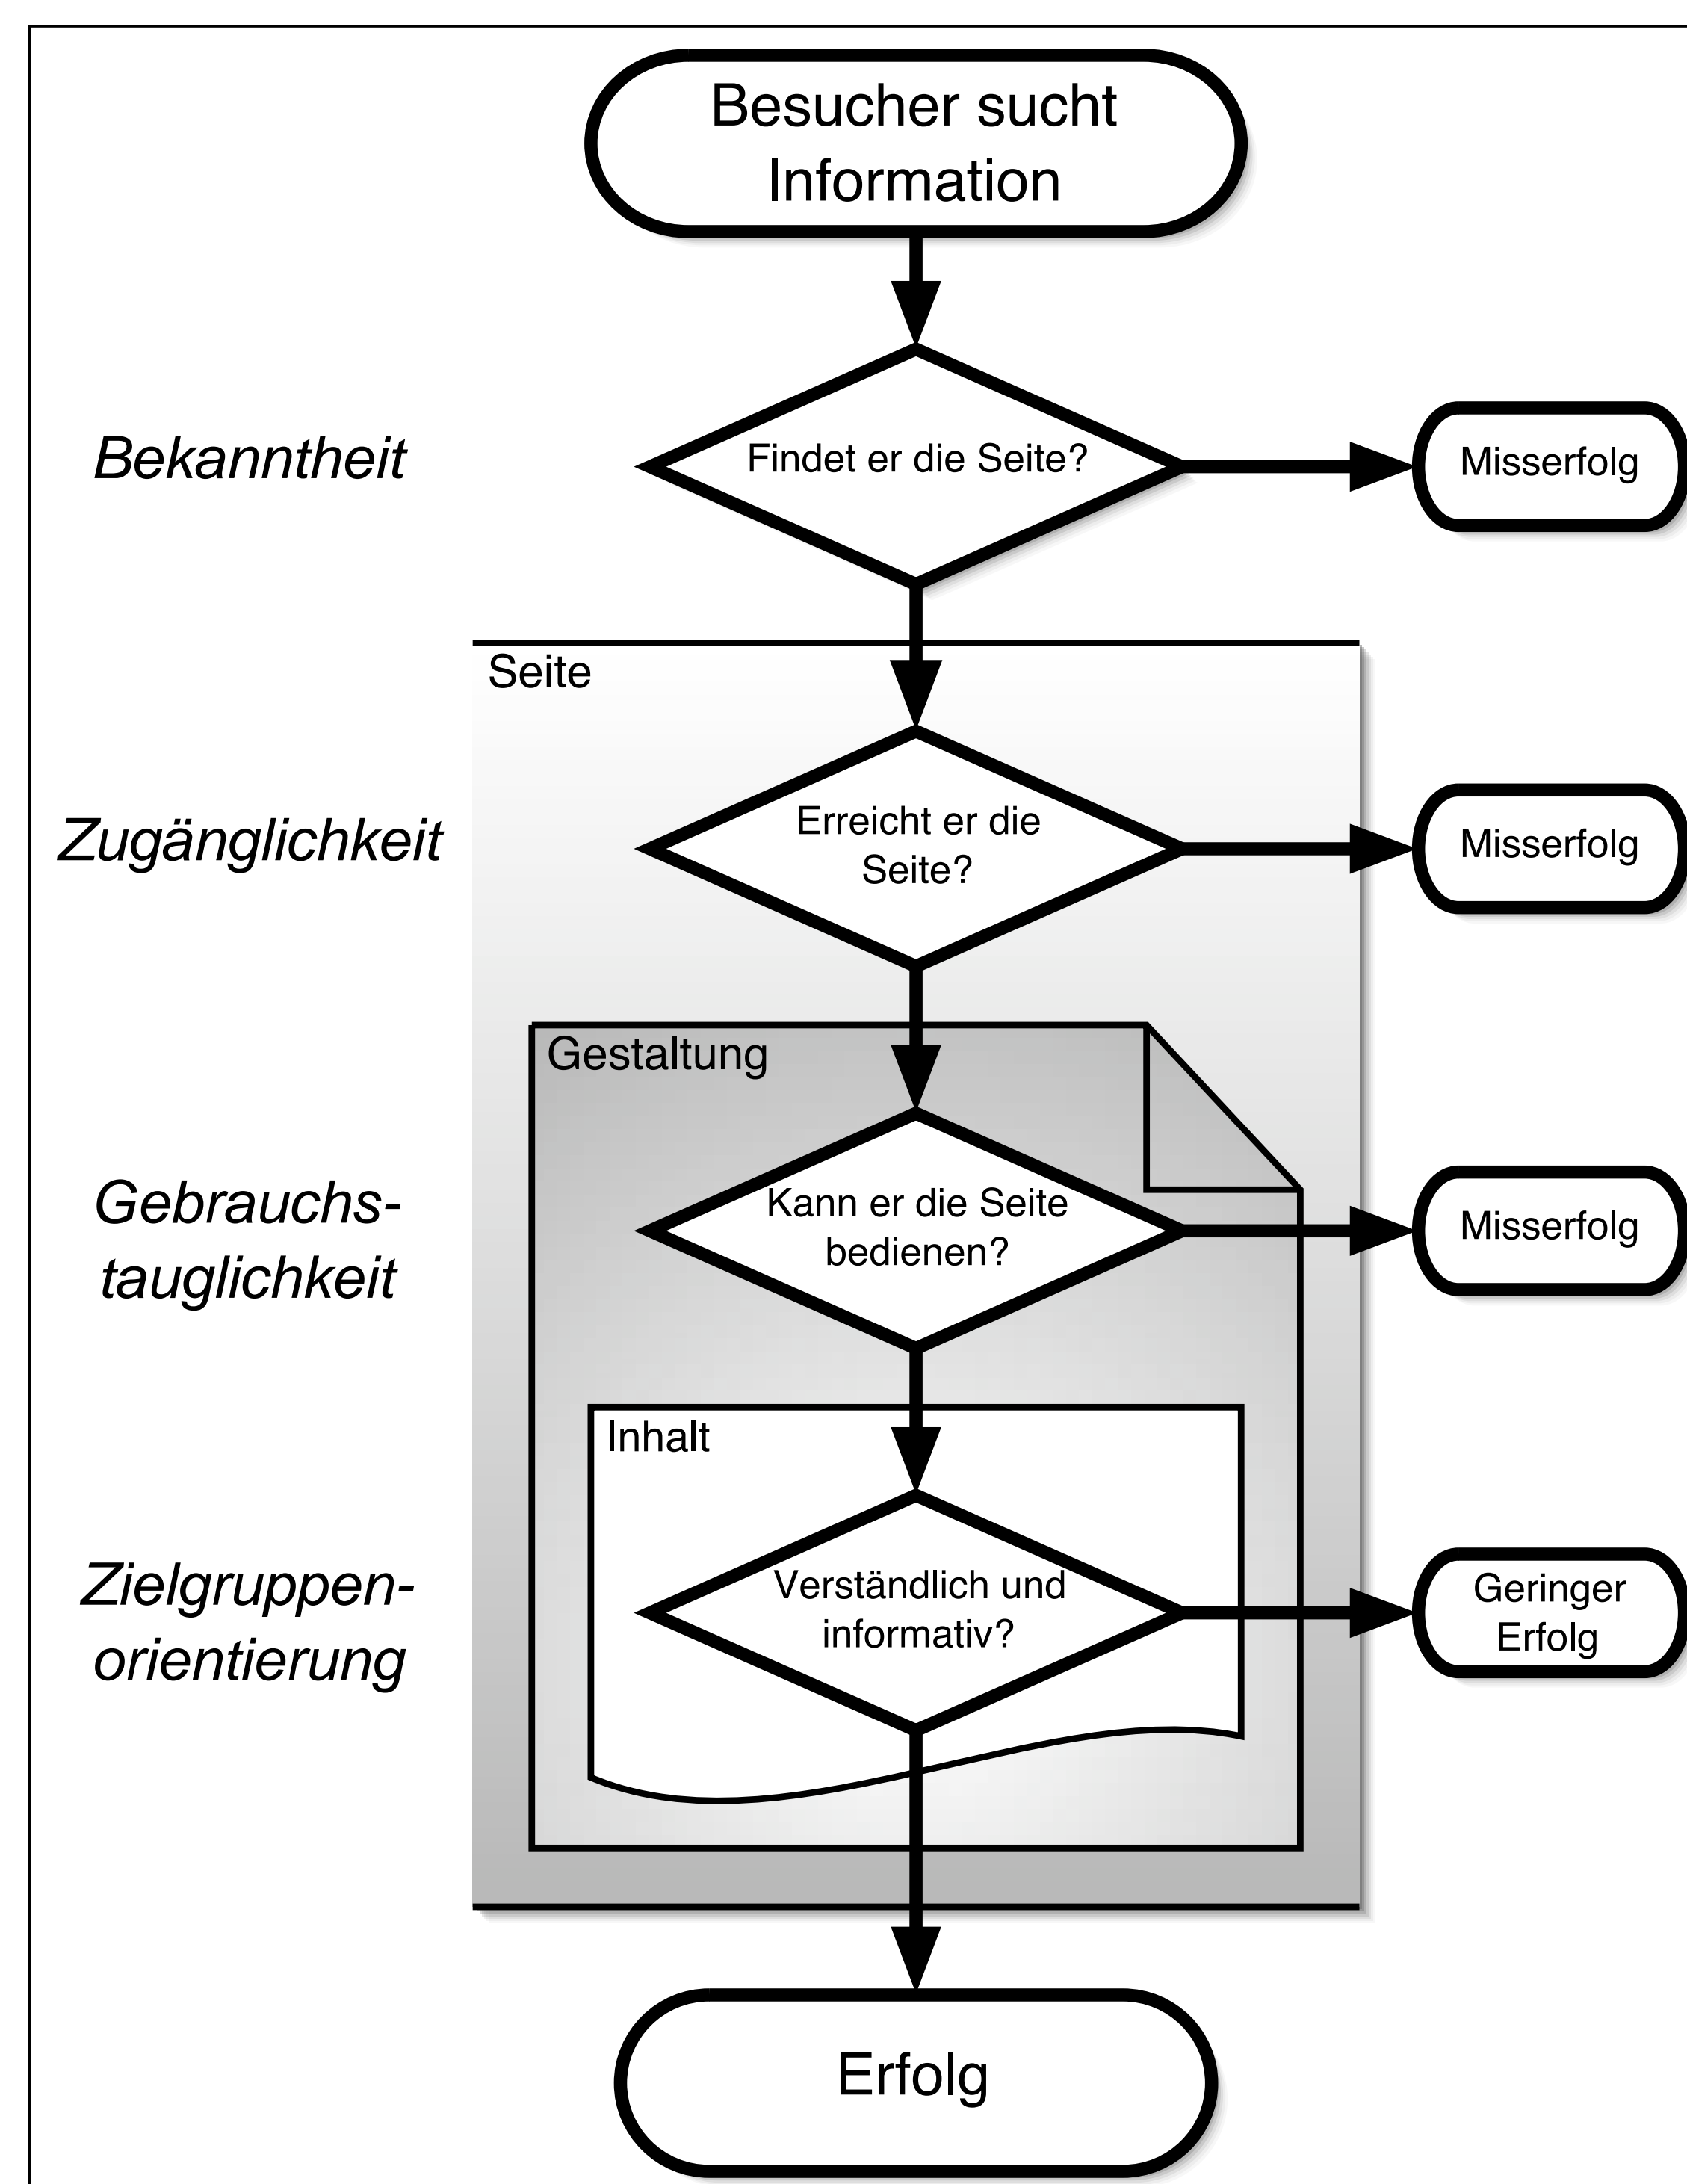 Besucher sucht
Information
Bekanntheit
Findet er die Seite?
Misserfolg
Seite
Zugänglichkeit
Erreicht er die
Seite?
Misserfolg
Gestaltung
Gebrauchs-
tauglichkeit
Kann er die Seite
bedienen?
Misserfolg
Inhalt
Zielgruppen-
orientierung
Verständlich und
informativ?
Geringer
Erfolg
Erfolg